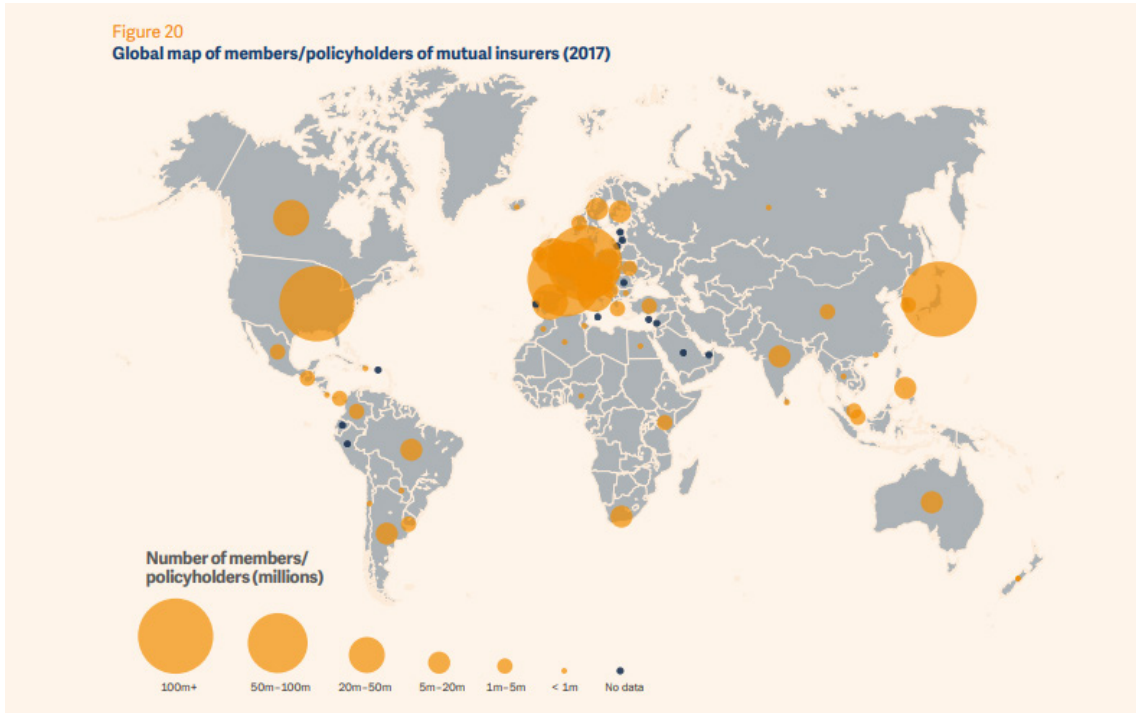 Figure 20
Global map of members/policyholders of mutual insurers (2017)
Number of members/
policyholders (millions)
100m+
50m–100m
20m–50m
5m–20m
1m–5m
< 1m
No data